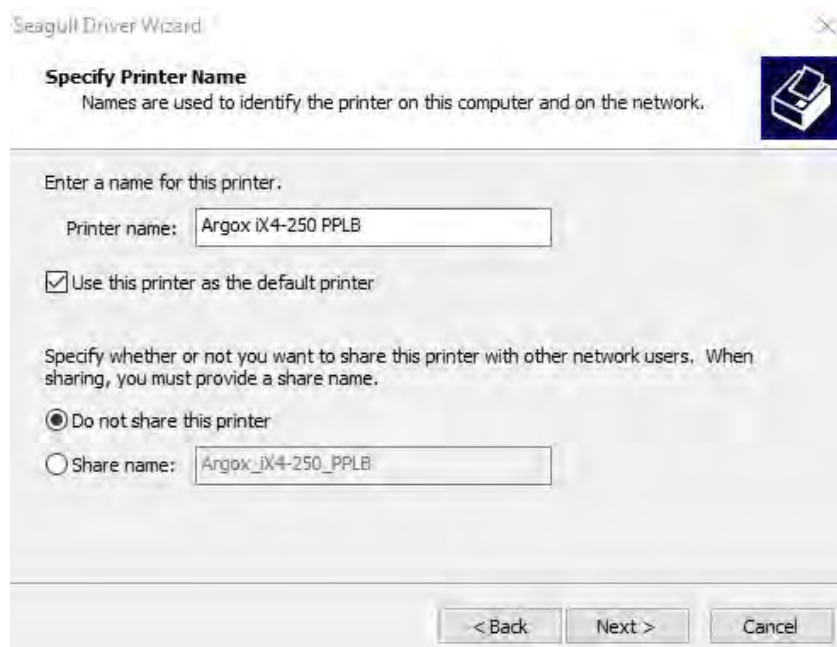 Seagull Driver Wizard
Specify Printer Name
Names are used to identify the printer on this computer and on the network.
Enter a name for this printer.
Printer name: Argox iX4-250 PPLB
Use this printer as the default printer
Specify whether or not you want to share this printer with other network users. When
sharing, you must provide a share name.
Do not share this printer
Share name: Argox_iX4-250_PPLB
< Back Next > Cancel